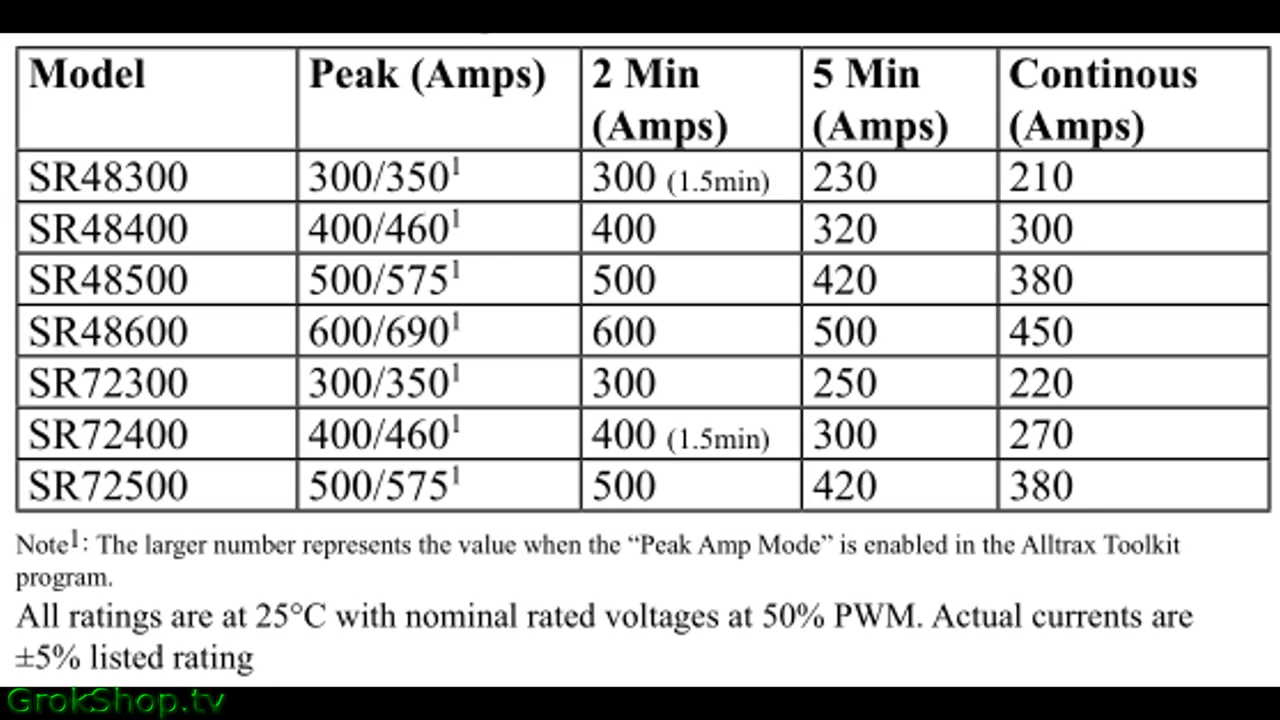 Model Peak (Amps) 2 Min (Amps) 5 Min (Amps) Continous (Amps)
SR48300 300/350¹ 300 (1.5min) 230 210
SR48400 400/460¹ 400 320 300
SR48500 500/575¹ 500 420 380
SR48600 600/690¹ 600 500 450
SR72300 300/350¹ 300 250 220
SR72400 400/460¹ 400 (1.5min) 300 270
SR72500 500/575¹ 500 420 380
Note¹: The larger number represents the value when the “Peak Amp Mode” is enabled in the Alltrax Toolkit
program.
All ratings are at 25°C with nominal rated voltages at 50% PWM. Actual currents are
±5% listed rating
GrokShop.tv